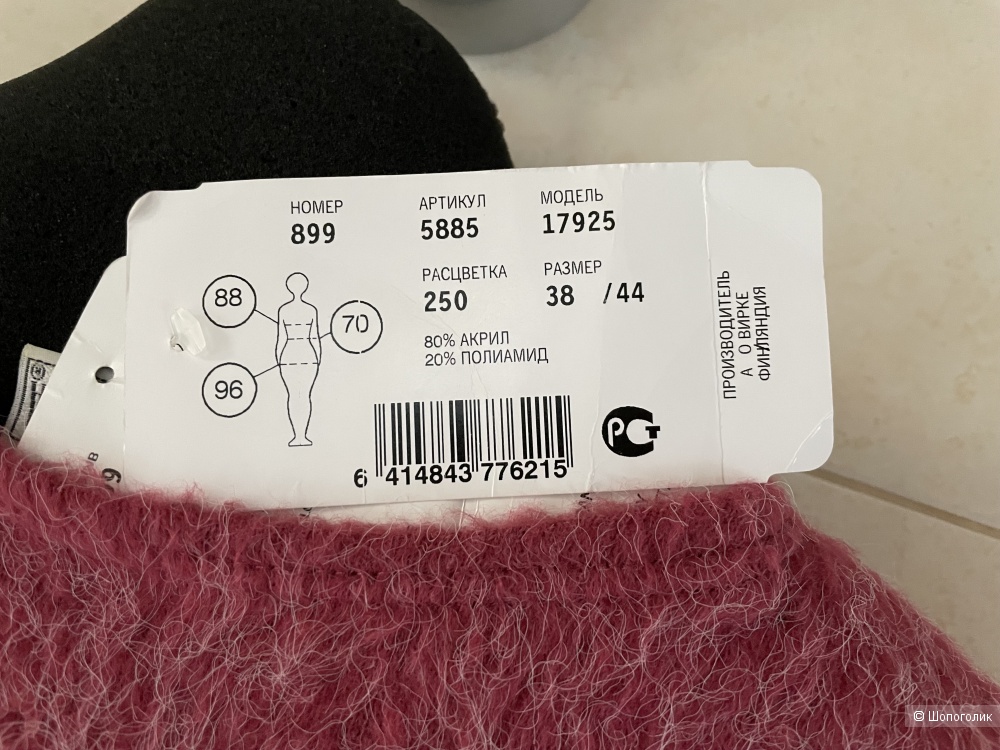 НОМЕР
899
АРТИКУЛ
5885
МОДЕЛЬ
17925
РАСЦВЕТКА
250
РАЗМЕР
38 /44
88
70
96
80% АКРИЛ
20% ПОЛИАМИД
6 414843 776215
РСТ
ПРОИЗВОДИТЕЛЬ
А О ВИРКЕ
ФИНЛЯНДИЯ
В
9
© Шопоголик